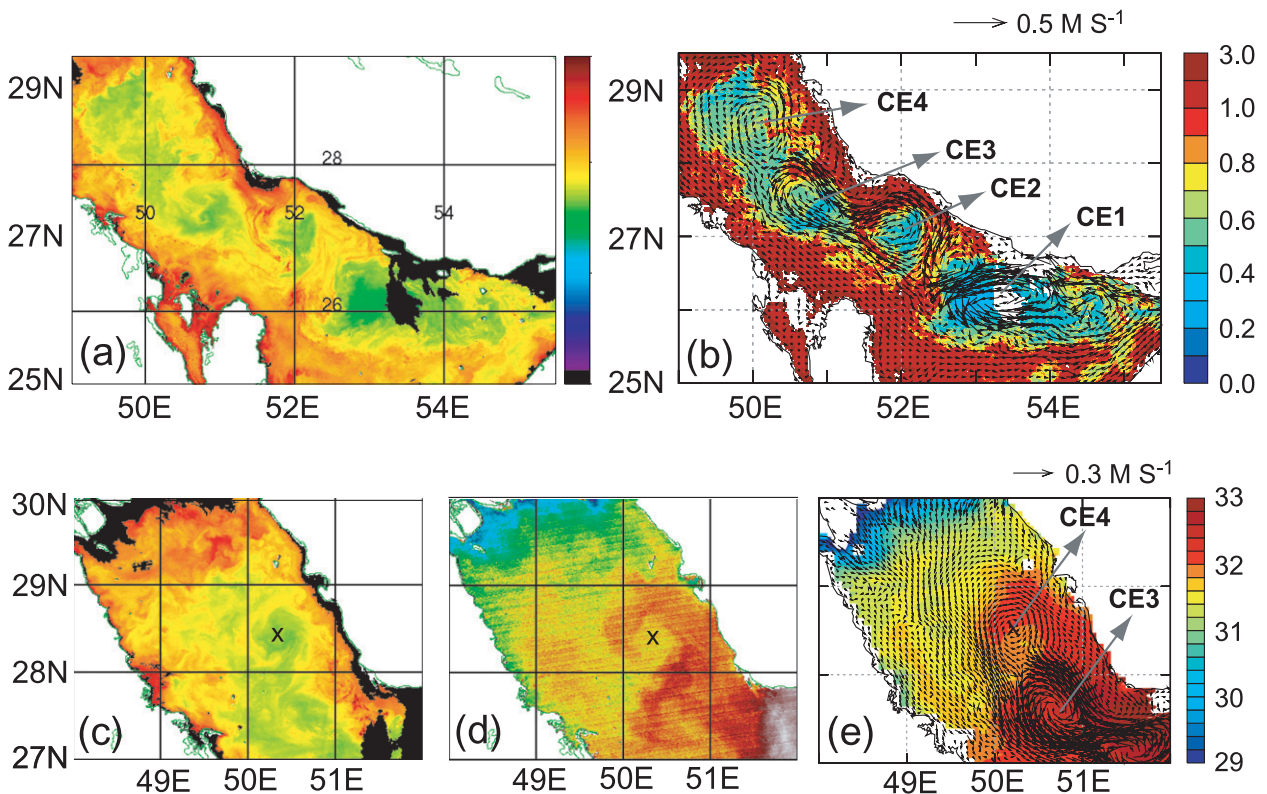 0.5 M S⁻¹
29N
28
50
52
54
27N
26
25N
(a)
50E
52E
54E
29N
CE4
CE3
CE2
CE1
27N
25N
(b)
50E
52E
54E
3.0
1.0
0.8
0.6
0.4
0.2
0.0
0.3 M S⁻¹
30N
29N
28N
27N
x
(c)
49E
50E
51E
x
(d)
49E
50E
51E
CE4
CE3
x
(e)
49E
50E
51E
33
32
31
30
29